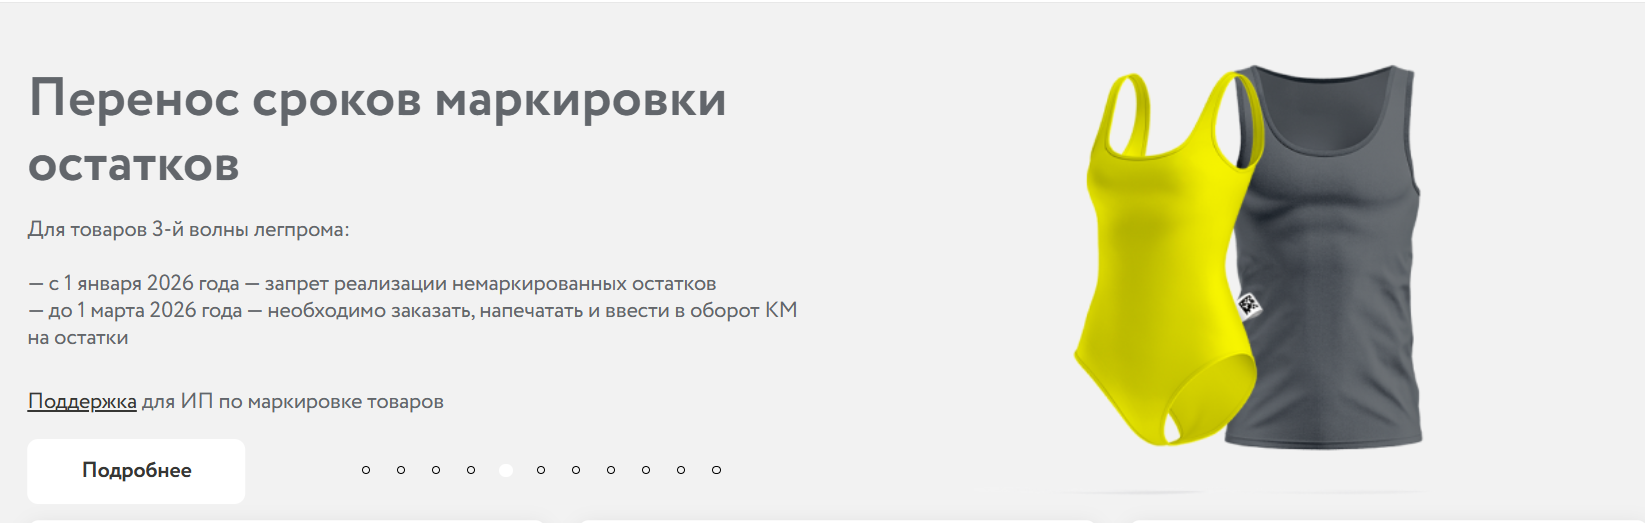 Перенос сроков маркировки
остатков
Для товаров 3-й волны легпрома:
— с 1 января 2026 года — запрет реализации немаркированных остатков
— до 1 марта 2026 года — необходимо заказать, напечатать и ввести в оборот КМ
на остатки
Поддержка для ИП по маркировке товаров
Подробнее